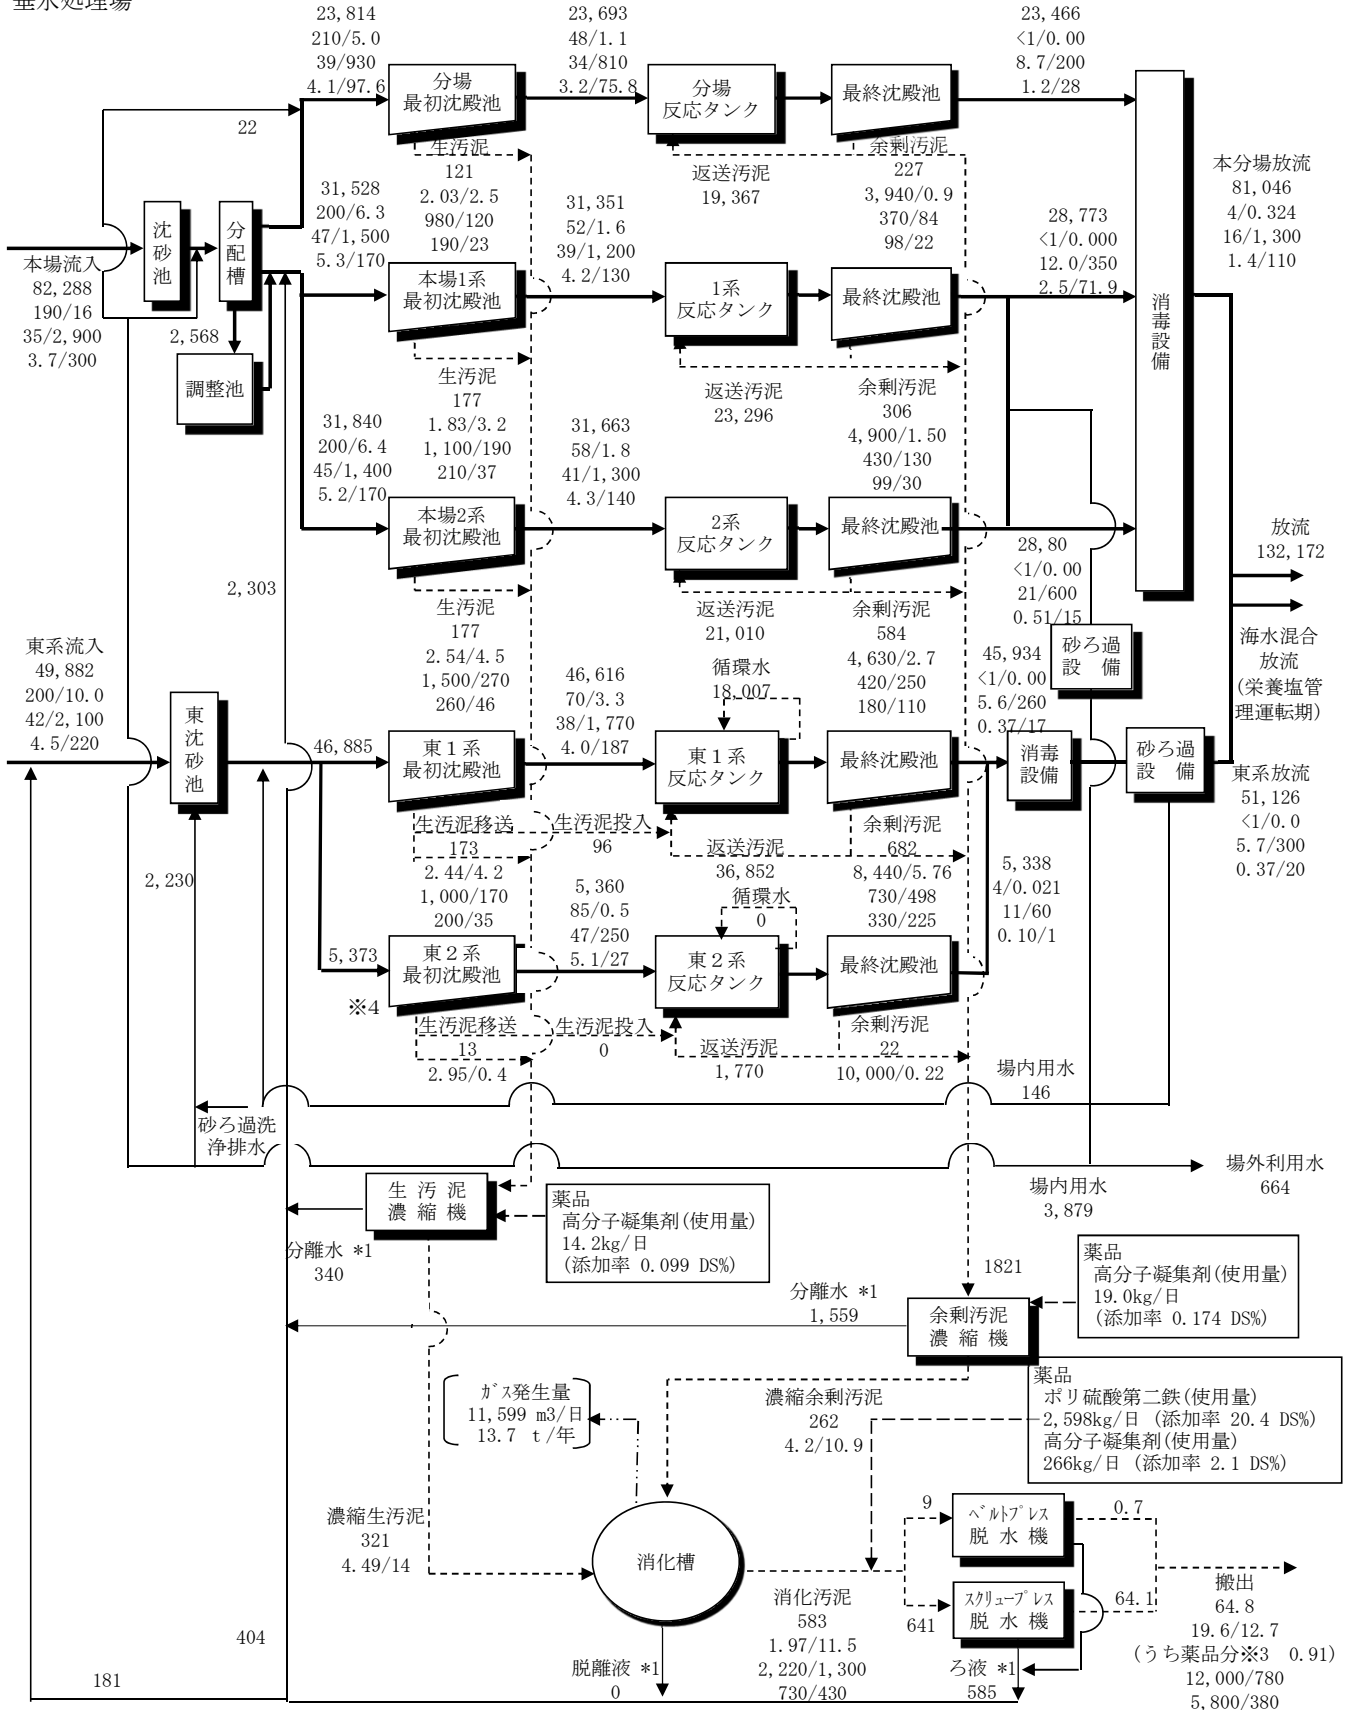 垂水処理場
23,814
210/5.0
39/930
4.1/97.6
23,693
48/1.1
34/810
3.2/75.8
23,466
<1/0.00
8.7/200
1.2/28
分場
最初沈殿池
分場
反応タンク
最終沈殿池
22
生汚泥
121
2.03/2.5
980/120
190/23
返送汚泥
19,367
余剰汚泥
227
3,940/0.9
370/84
98/22
本分場放流
81,046
4/0.324
16/1,300
1.4/110
沈
砂
池
分
配
槽
本場流入
82,288
190/16
35/2,900
3.7/300
31,528
200/6.3
47/1,500
5.3/170
31,351
52/1.6
39/1,200
4.2/130
28,773
<1/0.000
12.0/350
2.5/71.9
本場1系
最初沈殿池
1系
反応タンク
最終沈殿池
消
毒
設
備
2,568
調整池
生汚泥
177
1.83/3.2
1,100/190
210/37
返送汚泥
23,296
余剰汚泥
306
4,900/1.50
430/130
99/30
31,840
200/6.4
45/1,400
5.2/170
31,663
58/1.8
41/1,300
4.3/140
本場2系
最初沈殿池
2系
反応タンク
最終沈殿池
28,80
<1/0.00
21/600
0.51/15
放流
132,172
2,303
生汚泥
177
2.54/4.5
1,500/270
260/46
返送汚泥
21,010
余剰汚泥
584
4,630/2.7
420/250
180/110
砂ろ過
設　備
海水混合
放流
(栄養塩管
理運転期)
東系流入
49,882
200/10.0
42/2,100
4.5/220
東
沈
砂
池
46,885
46,616
70/3.3
38/1,770
4.0/187
循環水
18,007
45,934
<1/0.00
5.6/260
0.37/17
東１系
最初沈殿池
東１系
反応タンク
最終沈殿池
消毒
設備
砂ろ過
設　備
東系放流
51,126
<1/0.0
5.7/300
0.37/20
生汚泥移送
173
2.44/4.2
1,000/170
200/35
生汚泥投入
96
返送汚泥
36,852
余剰汚泥
682
8,440/5.76
730/498
330/225
2,230
5,360
85/0.5
47/250
5.1/27
循環水
0
5,338
4/0.021
11/60
0.10/1
5,373
東２系
最初沈殿池
東２系
反応タンク
最終沈殿池
※4
生汚泥移送
13
2.95/0.4
生汚泥投入
0
返送汚泥
1,770
余剰汚泥
22
10,000/0.22
場内用水
146
砂ろ過洗
浄排水
場外利用水
664
場内用水
3,879
生 汚 泥
濃 縮 機
薬品
高分子凝集剤(使用量)
14.2kg/日
(添加率 0.099 DS%)
分離水 *1
340
1821
薬品
高分子凝集剤(使用量)
19.0kg/日
(添加率 0.174 DS%)
分離水 *1
1,559
余剰汚泥
濃 縮 機
薬品
ポリ硫酸第二鉄(使用量)
2,598kg/日 (添加率 20.4 DS%)
高分子凝集剤(使用量)
266kg/日 (添加率 2.1 DS%)
ｶﾞｽ発生量
11,599 m3/日
13.7 ｔ/年
濃縮余剰汚泥
262
4.2/10.9
濃縮生汚泥
321
4.49/14
消化槽
9
ﾍﾞﾙﾄﾌﾟﾚｽ
脱 水 機
0.7
消化汚泥
583
1.97/11.5
2,220/1,300
730/430
641
ｽｸﾘｭｰﾌﾟﾚｽ
脱 水 機
64.1
搬出
64.8
19.6/12.7
(うち薬品分※3　0.91)
12,000/780
5,800/380
404
脱離液 *1
0
ろ液 *1
585
181